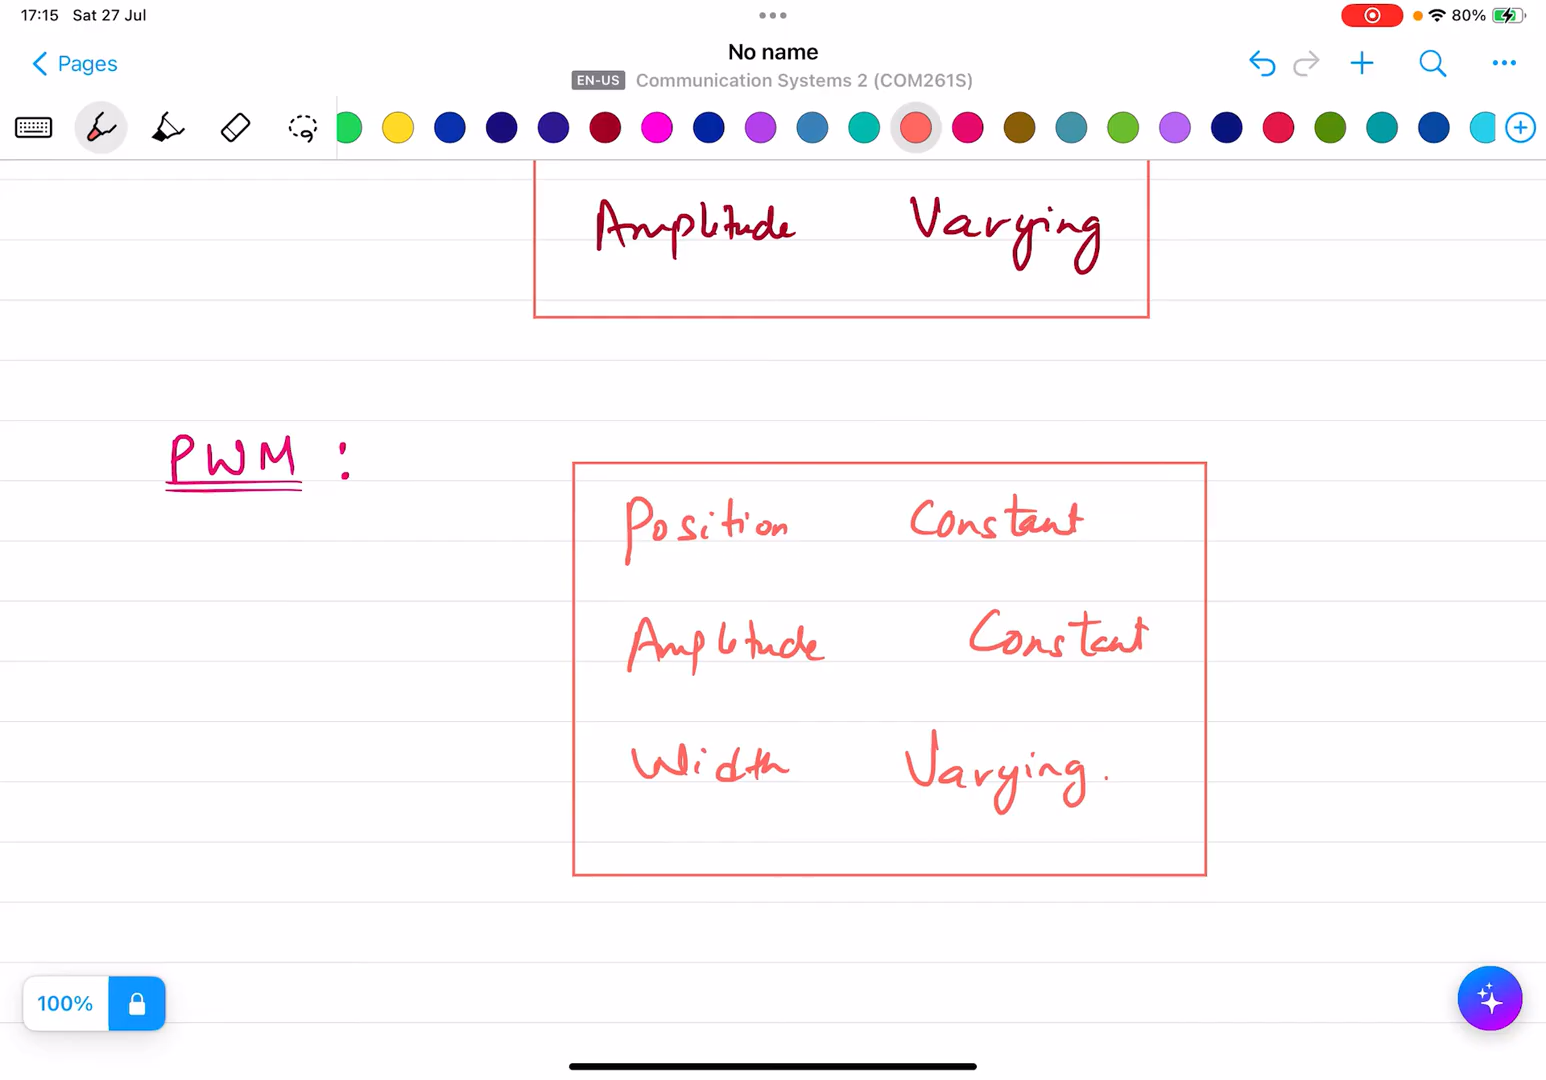 17:15 Sat 27 Jul
80%
Pages
No name
EN-US Communication Systems 2 (COM261S)
Amplitude Varying
PWM :
Position Constant
Amplitude Constant
Width Varying.
100%